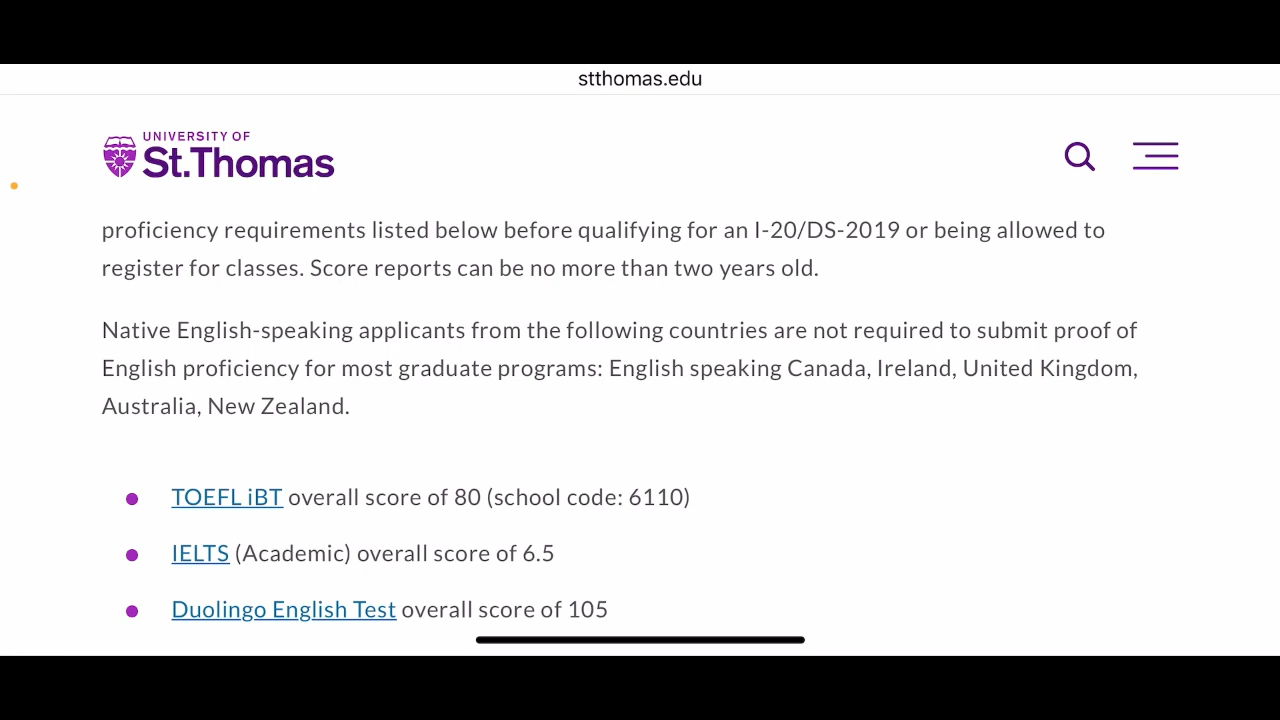 stthomas.edu
UNIVERSITY OF
St.Thomas
proficiency requirements listed below before qualifying for an I-20/DS-2019 or being allowed to
register for classes. Score reports can be no more than two years old.
Native English-speaking applicants from the following countries are not required to submit proof of
English proficiency for most graduate programs: English speaking Canada, Ireland, United Kingdom,
Australia, New Zealand.
TOEFL iBT overall score of 80 (school code: 6110)
IELTS (Academic) overall score of 6.5
Duolingo English Test overall score of 105